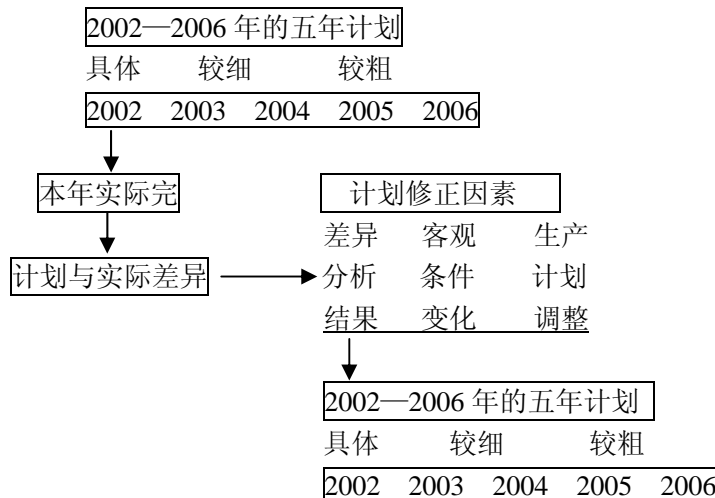 2002—2006 年的五年计划
具体 较细 较粗
2002 2003 2004 2005 2006
本年实际完
计划与实际差异
计划修正因素
差异 客观 生产
分析 条件 计划
结果 变化 调整
2002—2006 年的五年计划
具体 较细 较粗
2002 2003 2004 2005 2006